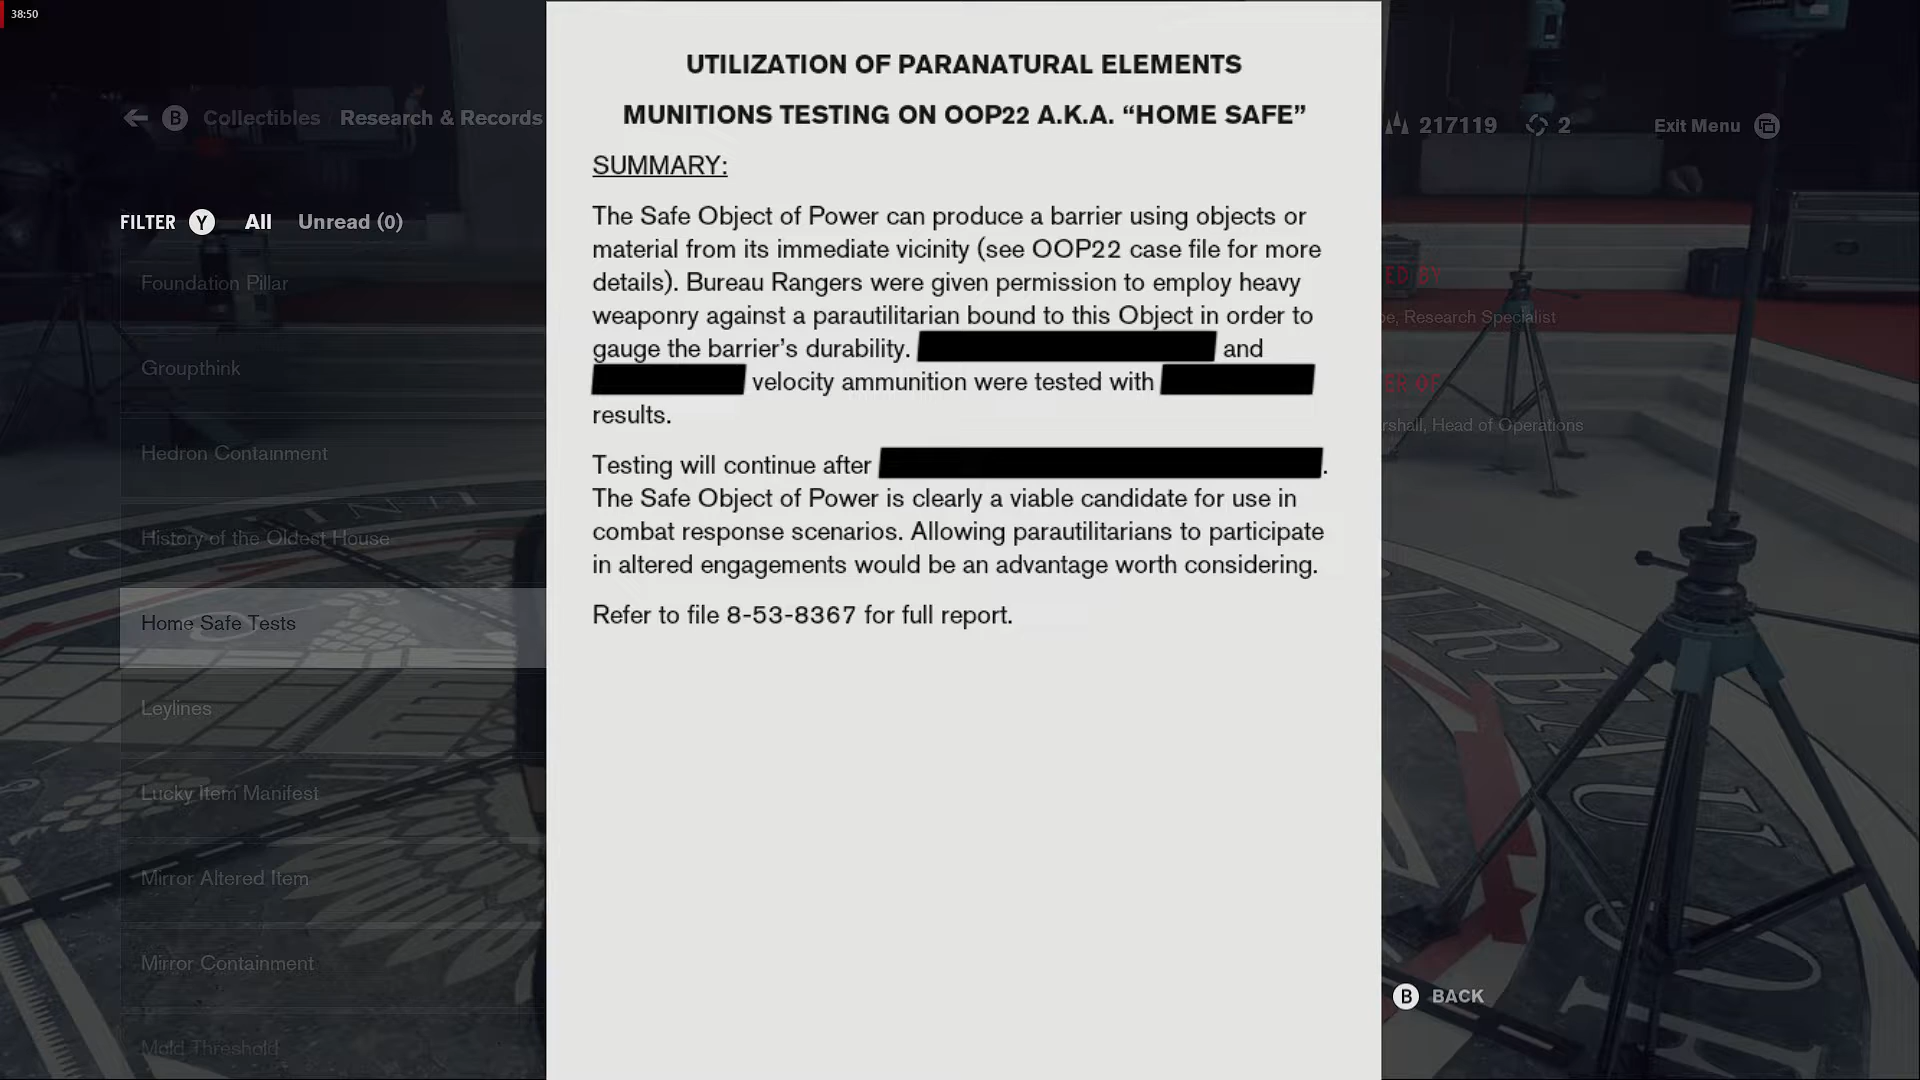 38:50
UTILIZATION OF PARANATURAL ELEMENTS
MUNITIONS TESTING ON OOP22 A.K.A. “HOME SAFE”
SUMMARY:
The Safe Object of Power can produce a barrier using objects or
material from its immediate vicinity (see OOP22 case file for more
details). Bureau Rangers were given permission to employ heavy
weaponry against a parautilitarian bound to this Object in order to
gauge the barrier’s durability. and
velocity ammunition were tested with
results.
Testing will continue after .
The Safe Object of Power is clearly a viable candidate for use in
combat response scenarios. Allowing parautilitarians to participate
in altered engagements would be an advantage worth considering.
Refer to file 8-53-8367 for full report.
B Collectibles / Research & Records
FILTER Y All Unread (0)
Foundation Pillar
Groupthink
Hedron Containment
History of the Oldest House
Home Safe Tests
Leylines
Lucky Item Manifest
Mirror Altered Item
Mirror Containment
Mold Threshold
217119 2 Exit Menu
ED BY
Research Specialist
ER OF
Head of Operations
B BACK